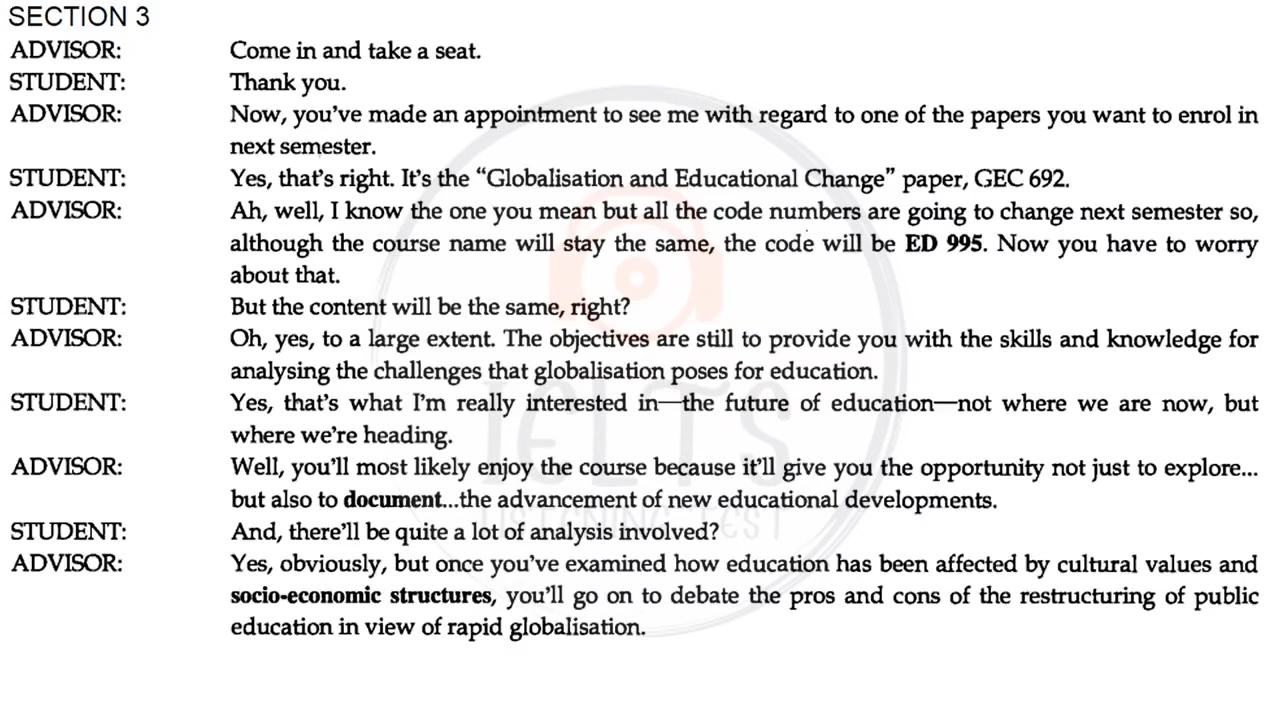 SECTION 3
ADVISOR: Come in and take a seat.
STUDENT: Thank you.
ADVISOR: Now, you've made an appointment to see me with regard to one of the papers you want to enrol in
next semester.
STUDENT: Yes, that's right. It's the “Globalisation and Educational Change” paper, GEC 692.
ADVISOR: Ah, well, I know the one you mean but all the code numbers are going to change next semester so,
although the course name will stay the same, the code will be ED 995. Now you have to worry
about that.
STUDENT: But the content will be the same, right?
ADVISOR: Oh, yes, to a large extent. The objectives are still to provide you with the skills and knowledge for
analysing the challenges that globalisation poses for education.
STUDENT: Yes, that's what I'm really interested in—the future of education—not where we are now, but
where we're heading.
ADVISOR: Well, you'll most likely enjoy the course because it'll give you the opportunity not just to explore...
but also to document...the advancement of new educational developments.
STUDENT: And, there'll be quite a lot of analysis involved?
ADVISOR: Yes, obviously, but once you've examined how education has been affected by cultural values and
socio-economic structures, you'll go on to debate the pros and cons of the restructuring of public
education in view of rapid globalisation.
IELTS
LISTENING TEST